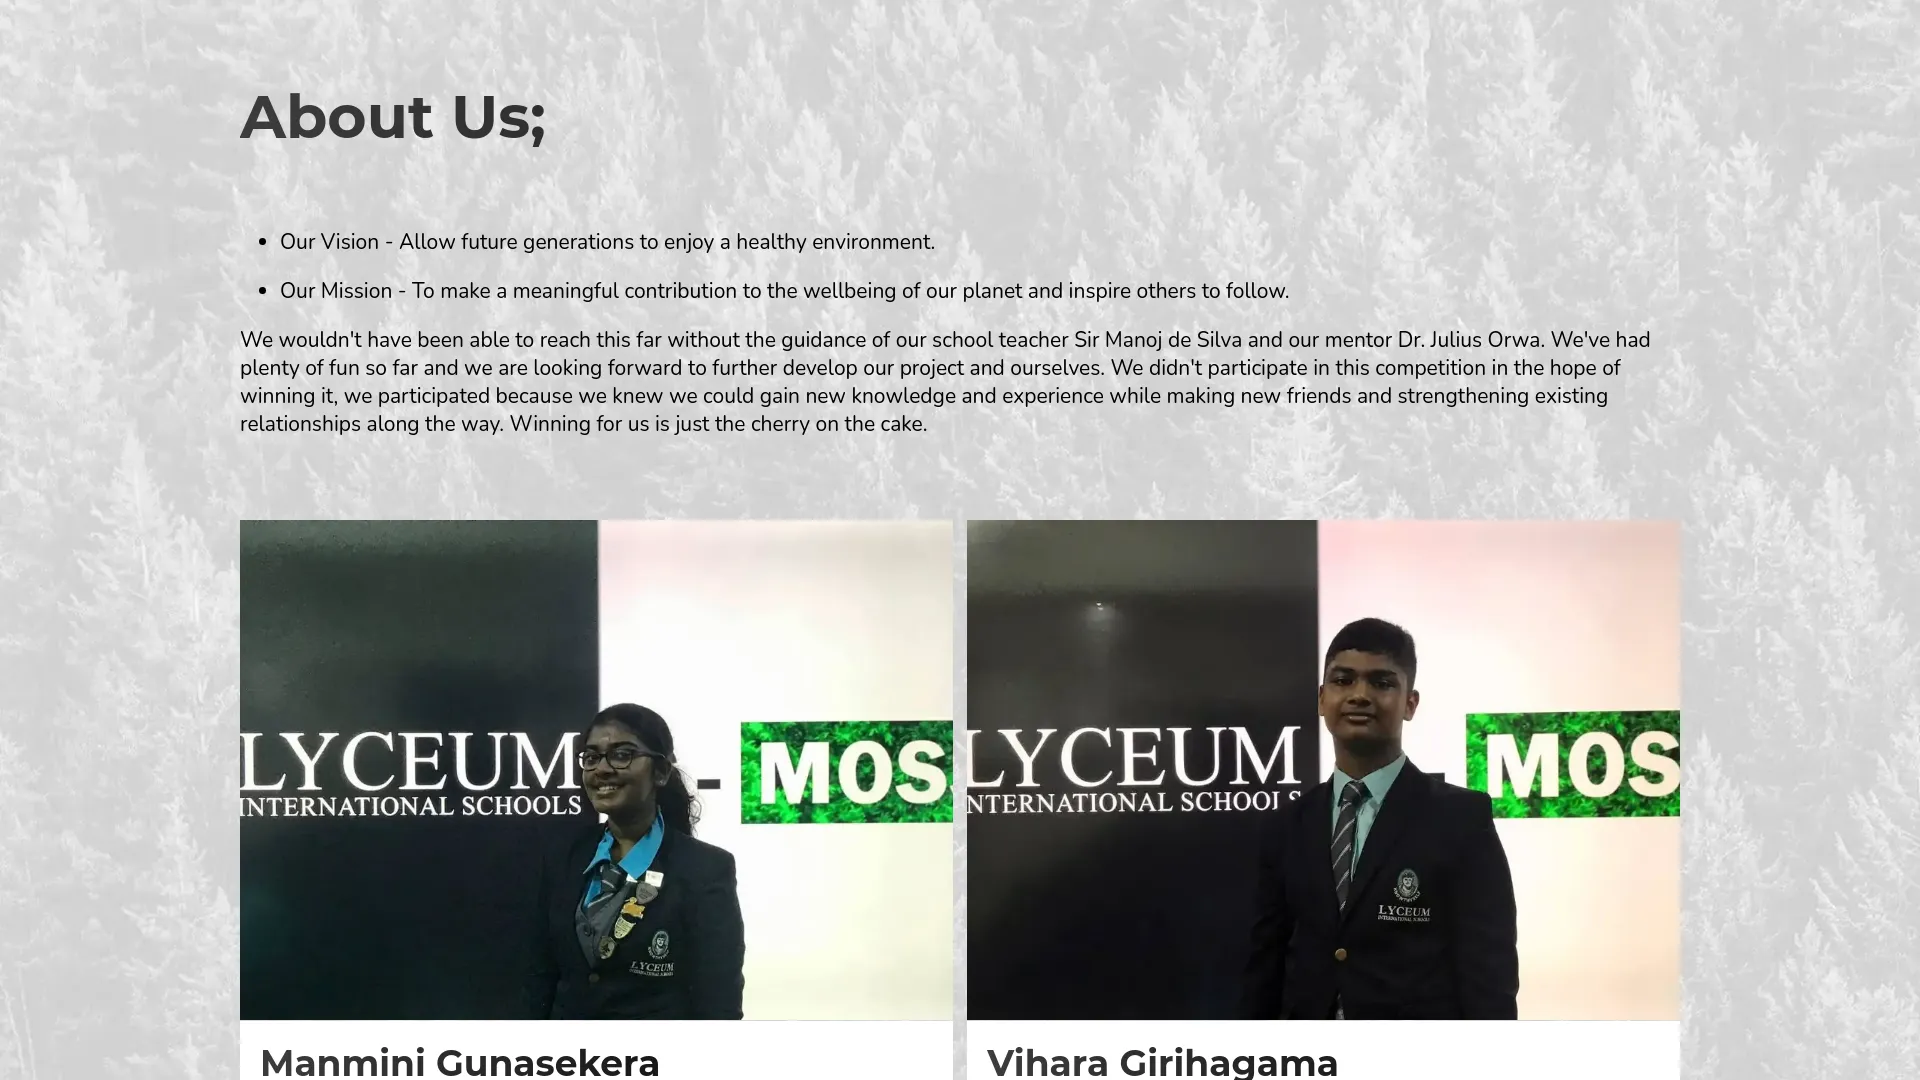 About Us;
Our Vision - Allow future generations to enjoy a healthy environment.
Our Mission - To make a meaningful contribution to the wellbeing of our planet and inspire others to follow.
We wouldn't have been able to reach this far without the guidance of our school teacher Sir Manoj de Silva and our mentor Dr. Julius Orwa. We've had
plenty of fun so far and we are looking forward to further develop our project and ourselves. We didn't participate in this competition in the hope of
winning it, we participated because we knew we could gain new knowledge and experience while making new friends and strengthening existing
relationships along the way. Winning for us is just the cherry on the cake.
LYCEUM
INTERNATIONAL SCHOOLS
- MOS
LYCEUM
LYCEUM
NTERNATIONAL SCHOOLS
MOS
LYCEUM
INTERNATIONAL SCHOOLS
Manmini Gunasekera
Vihara Girihagama